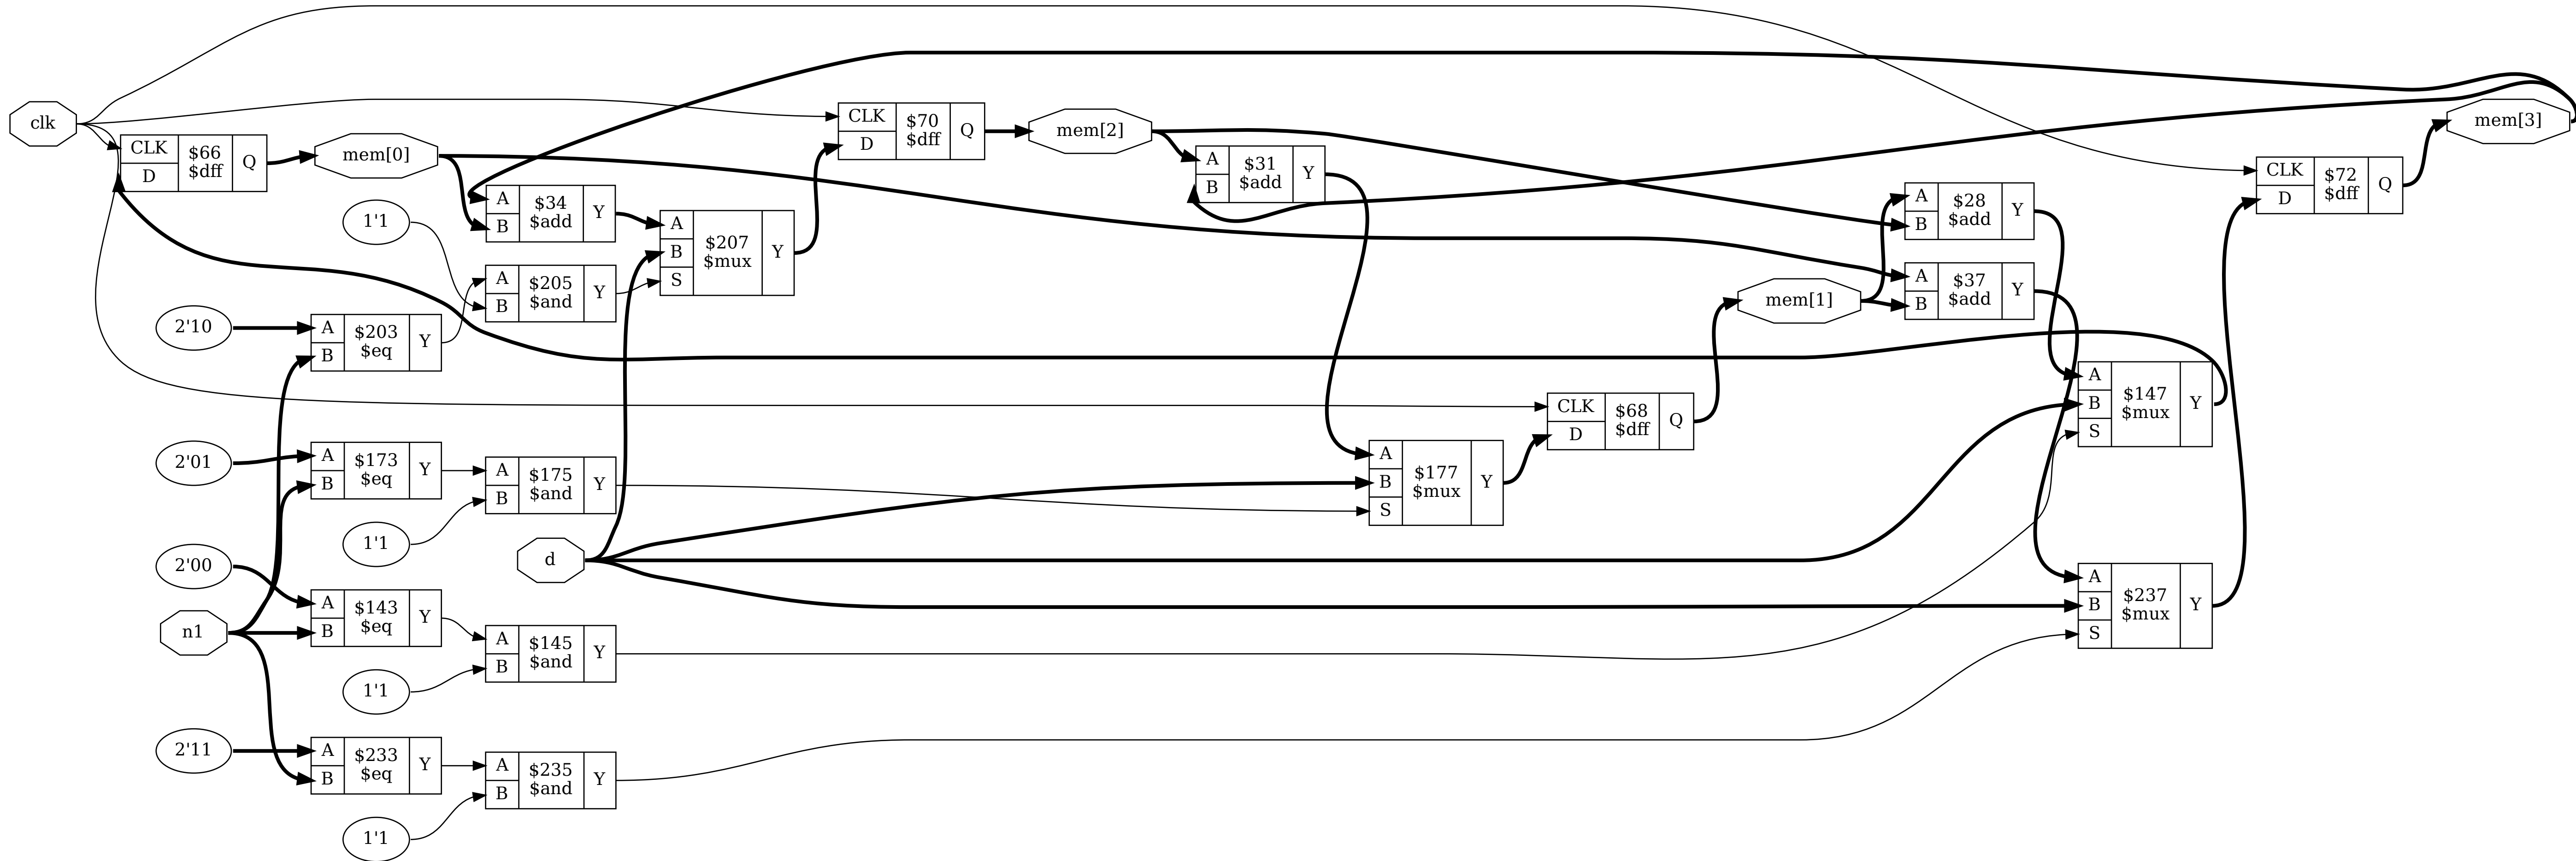 clk
CLK
D
$66
$dff
Q
mem[0]
1'1
2'10
A
B
$203
$eq
Y
A
B
$34
$add
Y
A
B
$205
$and
Y
A
B
S
$207
$mux
Y
CLK
D
$70
$dff
Q
mem[2]
A
B
$31
$add
Y
mem[1]
A
B
$28
$add
Y
A
B
$37
$add
Y
CLK
D
$72
$dff
Q
mem[3]
2'01
A
B
$173
$eq
Y
A
B
$175
$and
Y
1'1
d
A
B
S
$177
$mux
Y
CLK
D
$68
$dff
Q
A
B
S
$147
$mux
Y
2'00
n1
A
B
$143
$eq
Y
A
B
$145
$and
Y
1'1
A
B
S
$237
$mux
Y
2'11
A
B
$233
$eq
Y
A
B
$235
$and
Y
1'1